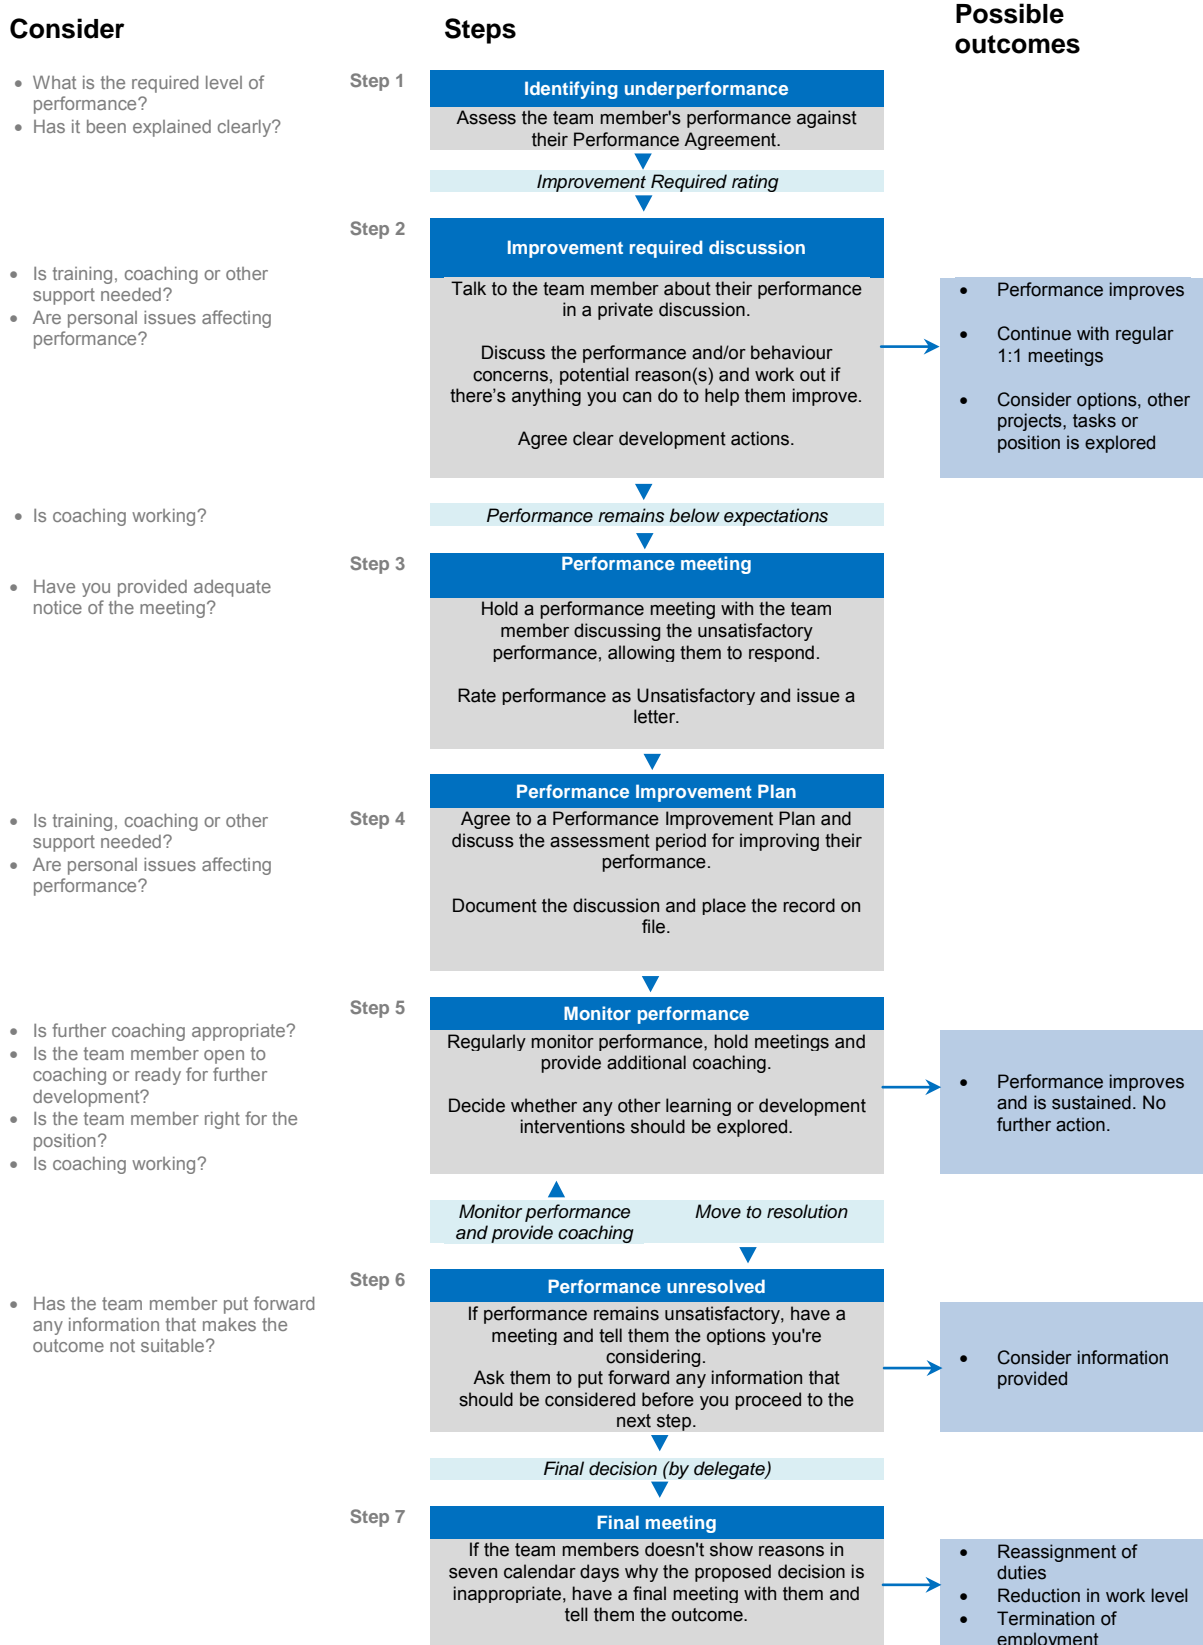 Consider
Steps
Possible
outcomes
• What is the required level of
performance?
• Has it been explained clearly?
Step 1
Identifying underperformance
Assess the team member's performance against
their Performance Agreement.
Improvement Required rating
Step 2
Improvement required discussion
• Is training, coaching or other
support needed?
• Are personal issues affecting
performance?
Talk to the team member about their performance
in a private discussion.
Discuss the performance and/or behaviour
concerns, potential reason(s) and work out if
there’s anything you can do to help them improve.
Agree clear development actions.
• Performance improves
• Continue with regular
1:1 meetings
• Consider options, other
projects, tasks or
position is explored
• Is coaching working?
Performance remains below expectations
Step 3
Performance meeting
• Have you provided adequate
notice of the meeting?
Hold a performance meeting with the team
member discussing the unsatisfactory
performance, allowing them to respond.
Rate performance as Unsatisfactory and issue a
letter.
Performance Improvement Plan
• Is training, coaching or other
support needed?
• Are personal issues affecting
performance?
Step 4
Agree to a Performance Improvement Plan and
discuss the assessment period for improving their
performance.
Document the discussion and place the record on
file.
Step 5
Monitor performance
• Is further coaching appropriate?
• Is the team member open to
coaching or ready for further
development?
• Is the team member right for the
position?
• Is coaching working?
Regularly monitor performance, hold meetings and
provide additional coaching.
Decide whether any other learning or development
interventions should be explored.
• Performance improves
and is sustained. No
further action.
Monitor performance
and provide coaching
Move to resolution
Step 6
Performance unresolved
• Has the team member put forward
any information that makes the
outcome not suitable?
If performance remains unsatisfactory, have a
meeting and tell them the options you're
considering.
Ask them to put forward any information that
should be considered before you proceed to the
next step.
• Consider information
provided
Final decision (by delegate)
Step 7
Final meeting
If the team members doesn't show reasons in
seven calendar days why the proposed decision is
inappropriate, have a final meeting with them and
tell them the outcome.
• Reassignment of
duties
• Reduction in work level
• Termination of
employment